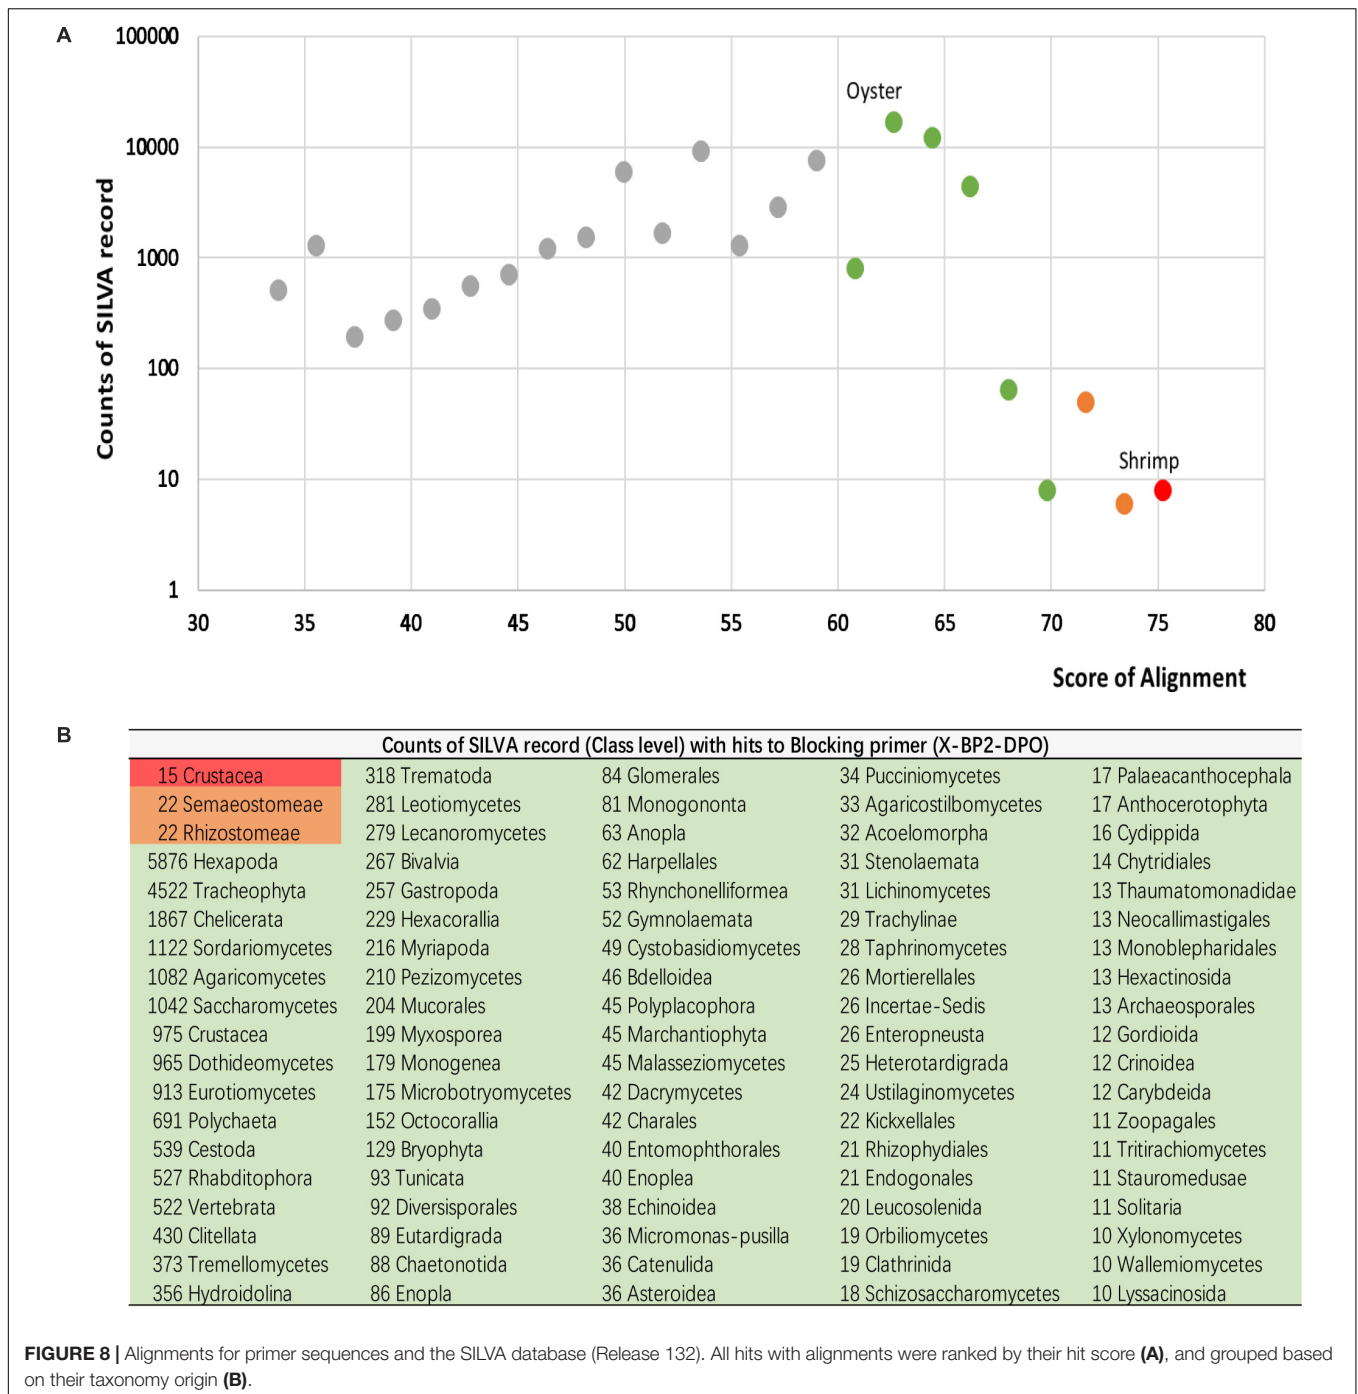 A
100000
10000
1000
100
10
1
Counts of SILVA record
Oyster
Shrimp
30 35 40 45 50 55 60 65 70 75 80
Score of Alignment
B
Counts of SILVA record (Class level) with hits to Blocking primer (X-BP2-DPO)
15 Crustacea 318 Trematoda 84 Glomerales 34 Pucciniomycetes 17 Palaeacanthocephala
22 Semaeostomeae 281 Leotiomycetes 81 Monogononta 33 Agaricostilbomycetes 17 Anthocerotophyta
22 Rhizostomeae 279 Lecanoromycetes 63 Anopla 32 Acoelomorpha 16 Cydippida
5876 Hexapoda 267 Bivalvia 62 Harpellales 31 Stenolaemata 14 Chytridiales
4522 Tracheophyta 257 Gastropoda 53 Rhynchonelliformea 31 Lichinomycetes 13 Thaumatomonadidae
1867 Chelicerata 229 Hexacorallia 52 Gymnolaemata 29 Trachylinae 13 Neocallimastigales
1122 Sordariomycetes 216 Myriapoda 49 Cystobasidiomycetes 28 Taphrinomycetes 13 Monoblepharidales
1082 Agaricomycetes 210 Pezizomycetes 46 Bdelloidea 26 Mortierellales 13 Hexactinosida
1042 Saccharomycetes 204 Mucorales 45 Polyplacophora 26 Incertae-Sedis 13 Archaeosporales
975 Crustacea 199 Myxosporea 45 Marchantiophyta 26 Enteropneusta 12 Gordioida
965 Dothideomycetes 179 Monogenea 45 Malasseziomycetes 25 Heterotardigrada 12 Crinoidea
913 Eurotiomycetes 175 Microbotryomycetes 42 Dacrymycetes 24 Ustilaginomycetes 12 Carybdeida
691 Polychaeta 152 Octocorallia 42 Charales 22 Kickxellales 11 Zoopagales
539 Cestoda 129 Bryophyta 40 Entomophthorales 21 Rhizophydiales 11 Tritirachiomycetes
527 Rhabditophora 93 Tunicata 40 Enoplea 21 Endogonales 11 Stauromedusae
522 Vertebrata 92 Diversisporales 38 Echinoidea 20 Leucosolenida 11 Solitaria
430 Clitellata 89 Eutardigrada 36 Micromonas-pusilla 19 Orbiliomycetes 10 Xylonomycetes
373 Tremellomycetes 88 Chaetonotida 36 Catenulida 19 Clathrinida 10 Wallemiomycetes
356 Hydroidolina 86 Enopla 36 Asteroidea 18 Schizosaccharomycetes 10 Lyssacinosida
FIGURE 8 | Alignments for primer sequences and the SILVA database (Release 132). All hits with alignments were ranked by their hit score (A), and grouped based
on their taxonomy origin (B).